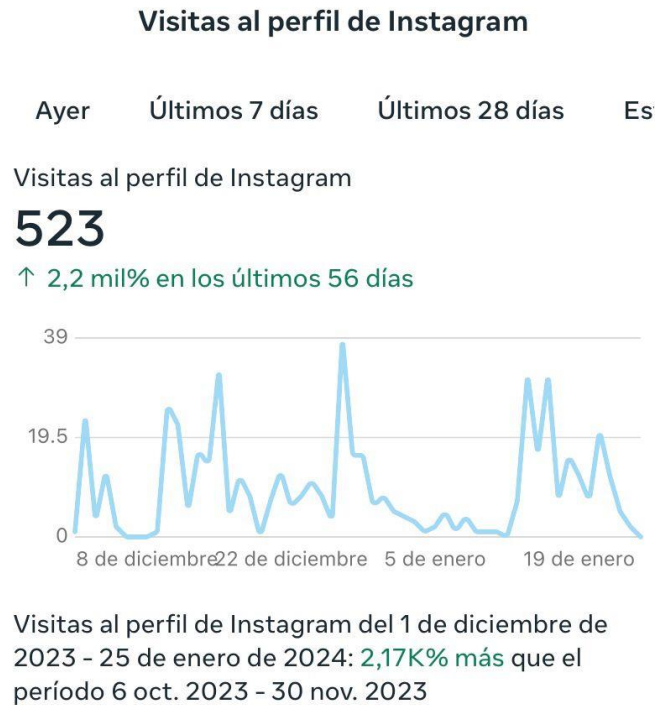 Visitas al perfil de Instagram
Ayer Últimos 7 días Últimos 28 días Es
Visitas al perfil de Instagram
523
↑ 2,2 mil% en los últimos 56 días
39
19.5
0
8 de diciembre 22 de diciembre 5 de enero 19 de enero
Visitas al perfil de Instagram del 1 de diciembre de
2023 - 25 de enero de 2024: 2,17K% más que el
período 6 oct. 2023 - 30 nov. 2023